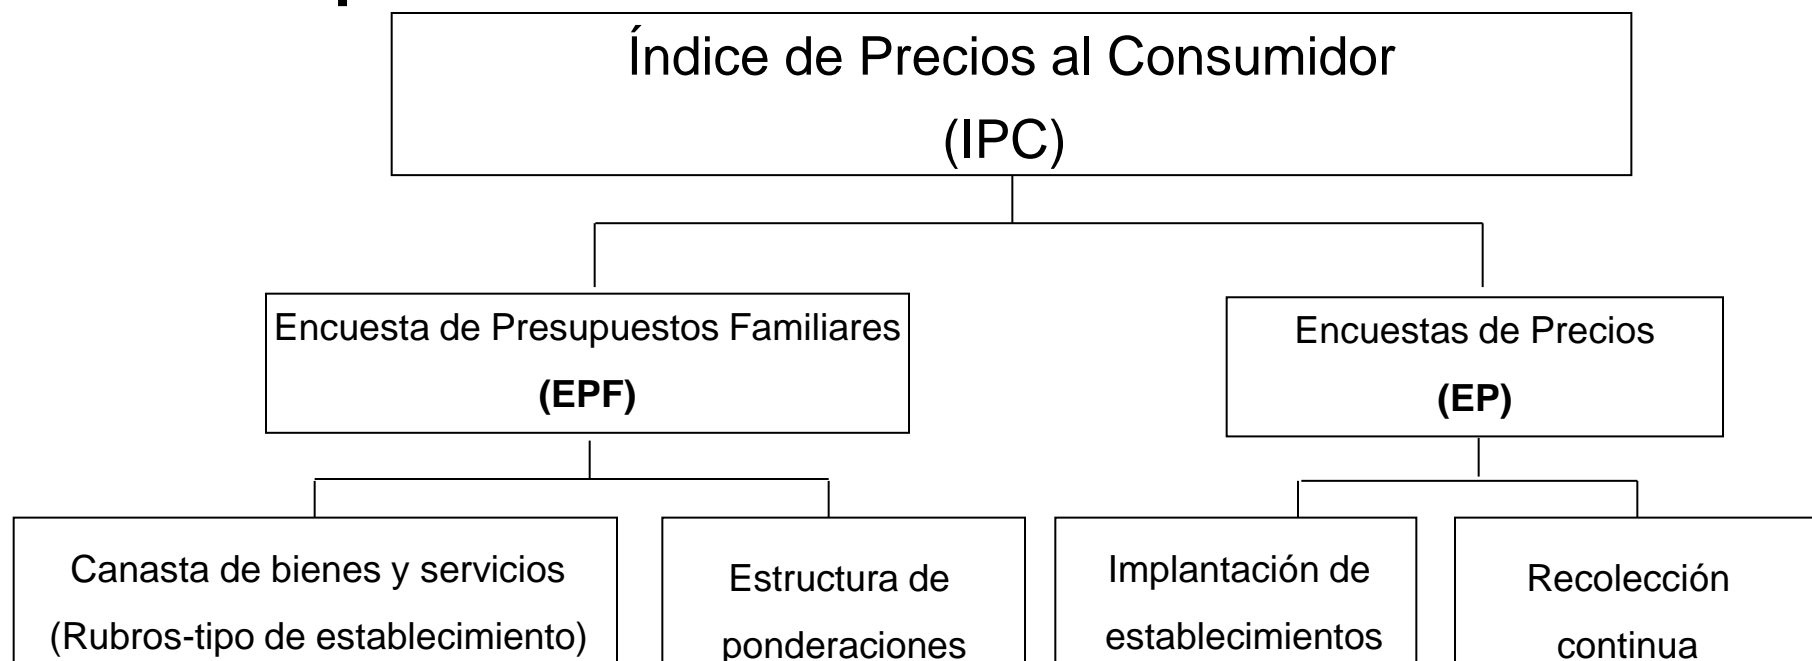 Índice de Precios al Consumidor
(IPC)
Encuesta de Presupuestos Familiares
(EPF)
Encuestas de Precios
(EP)
Canasta de bienes y servicios
(Rubros-tipo de establecimiento)
Estructura de
ponderaciones
Implantación de
establecimientos
Recolección
continua